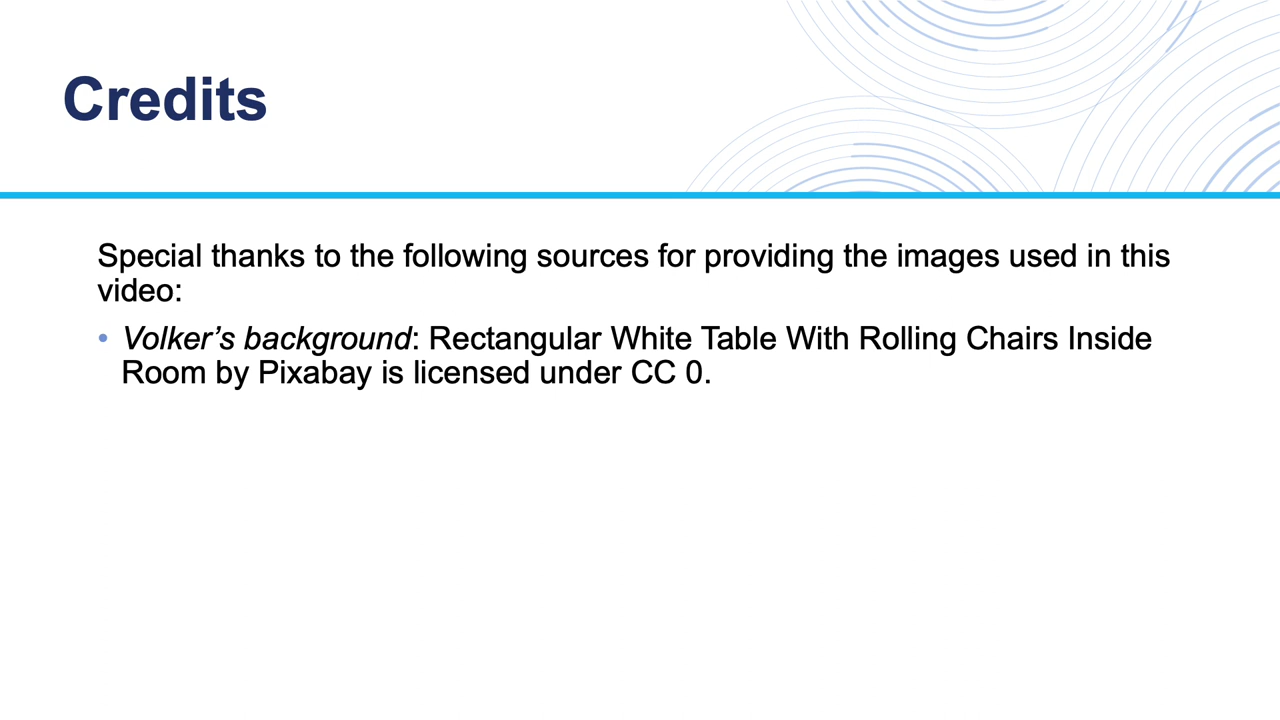 Credits
Special thanks to the following sources for providing the images used in this
video:
• Volker’s background: Rectangular White Table With Rolling Chairs Inside
Room by Pixabay is licensed under CC 0.